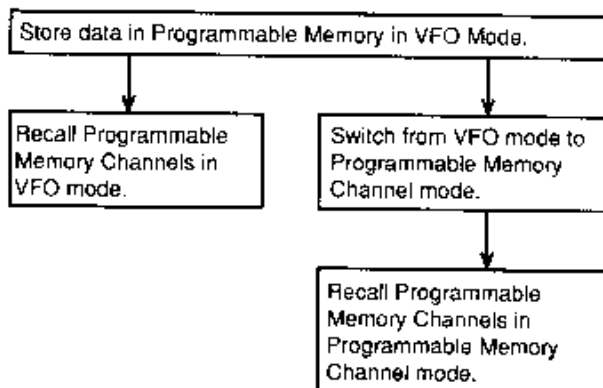 Store data in Programmable Memory in VFO Mode.
Recall Programmable
Memory Channels in
VFO mode.
Switch from VFO mode to
Programmable Memory
Channel mode.
Recall Programmable
Memory Channels in
Programmable Memory
Channel mode.